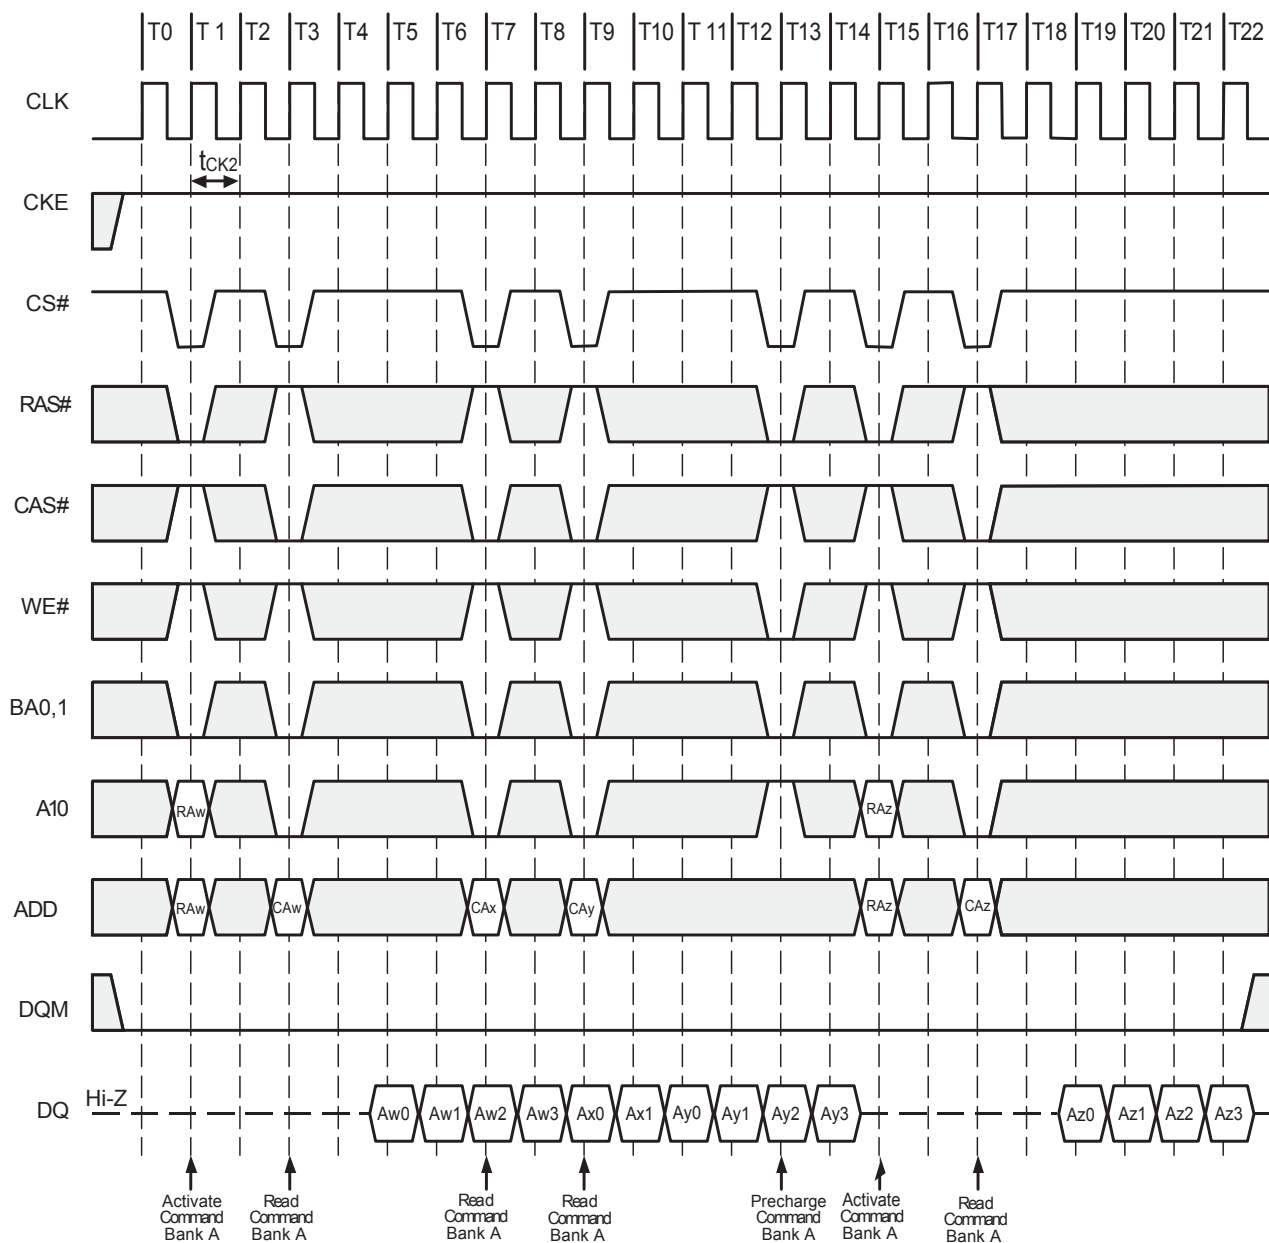 T0 T 1 T2 T3 T4 T5 T6 T7 T8 T9 T10 T 11 T12 T13 T14 T15 T16 T17 T18 T19 T20 T21 T22
CLK
tCK2
CKE
CS#
RAS#
CAS#
WE#
BA0,1
A10 RAw RAz
ADD RAw CAw CAx CAy RAz CAz
DQM
Hi-Z
DQ Aw0 Aw1 Aw2 Aw3 Ax0 Ax1 Ay0 Ay1 Ay2 Ay3 Az0 Az1 Az2 Az3
Activate
Command
Bank A
Read
Command
Bank A
Read
Command
Bank A
Read
Command
Bank A
Precharge
Command
Bank A
Activate
Command
Bank A
Read
Command
Bank A